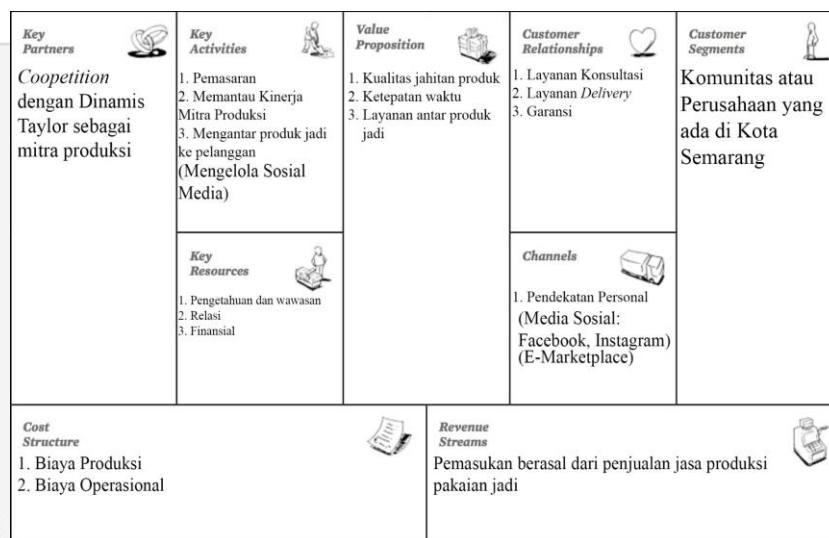 Key
Partners
Coopetition
dengan Dinamis
Taylor sebagai
mitra produksi
Key
Activities
1. Pemasaran
2. Memantau Kinerja
Mitra Produksi
3. Mengantar produk jadi
ke pelanggan
(Mengelola Sosial
Media)
Key
Resources
1. Pengetahuan dan wawasan
2. Relasi
3. Finansial
Value
Proposition
1. Kualitas jahitan produk
2. Ketepatan waktu
3. Layanan antar produk
jadi
Customer
Relationships
1. Layanan Konsultasi
2. Layanan Delivery
3. Garansi
Channels
1. Pendekatan Personal
(Media Sosial:
Facebook, Instagram)
(E-Marketplace)
Customer
Segments
Komunitas atau
Perusahaan yang
ada di Kota
Semarang
Cost
Structure
1. Biaya Produksi
2. Biaya Operasional
Revenue
Streams
Pemasukan berasal dari penjualan jasa produksi
pakaian jadi